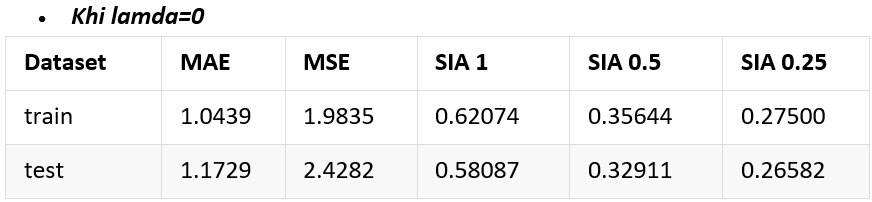 • Khi lamda=0
Dataset MAE MSE SIA 1 SIA 0.5 SIA 0.25
train 1.0439 1.9835 0.62074 0.35644 0.27500
test 1.1729 2.4282 0.58087 0.32911 0.26582